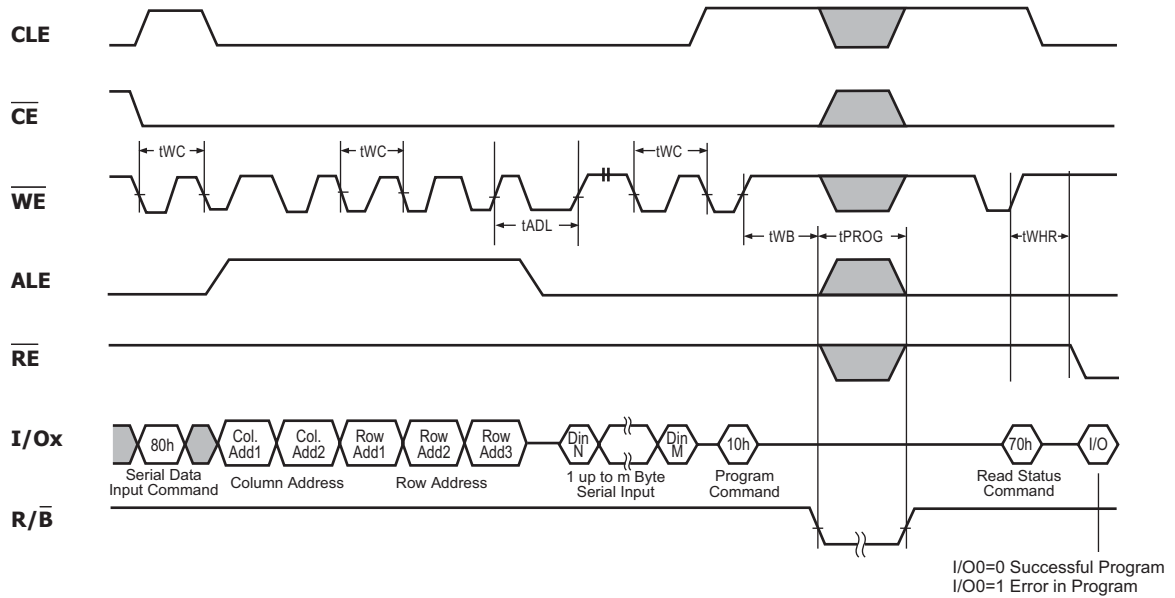 CLE
CE
tWC
tWC
tWC
WE
tADL
tWB
tPROG
tWHR
ALE
RE
I/Ox
80h
Col.
Add1
Col.
Add2
Row
Add1
Row
Add2
Row
Add3
Din
N
Din
M
10h
70h
I/O
Serial Data
Input Command
Column Address
Row Address
1 up to m Byte
Serial Input
Program
Command
Read Status
Command
R/B
I/O0=0 Successful Program
I/O0=1 Error in Program